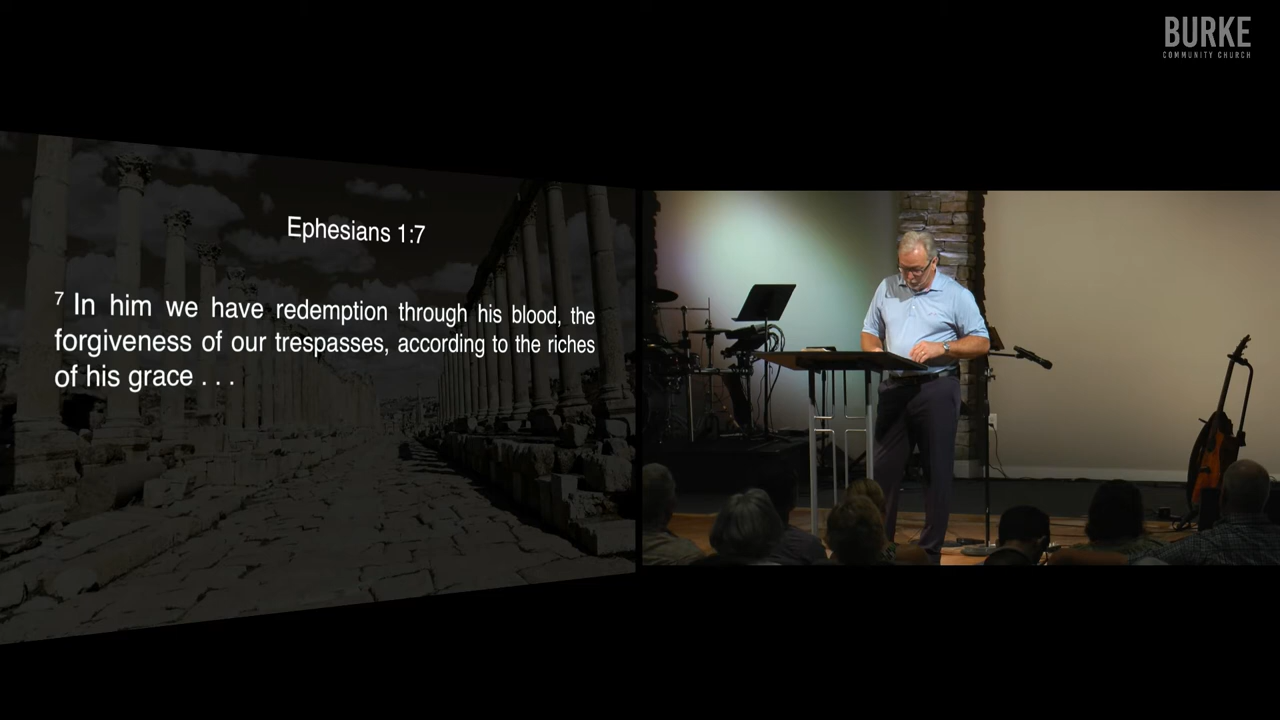 BURKE
COMMUNITY CHURCH
Ephesians 1:7
7 In him we have redemption through his blood, the
forgiveness of our trespasses, according to the riches
of his grace . . .